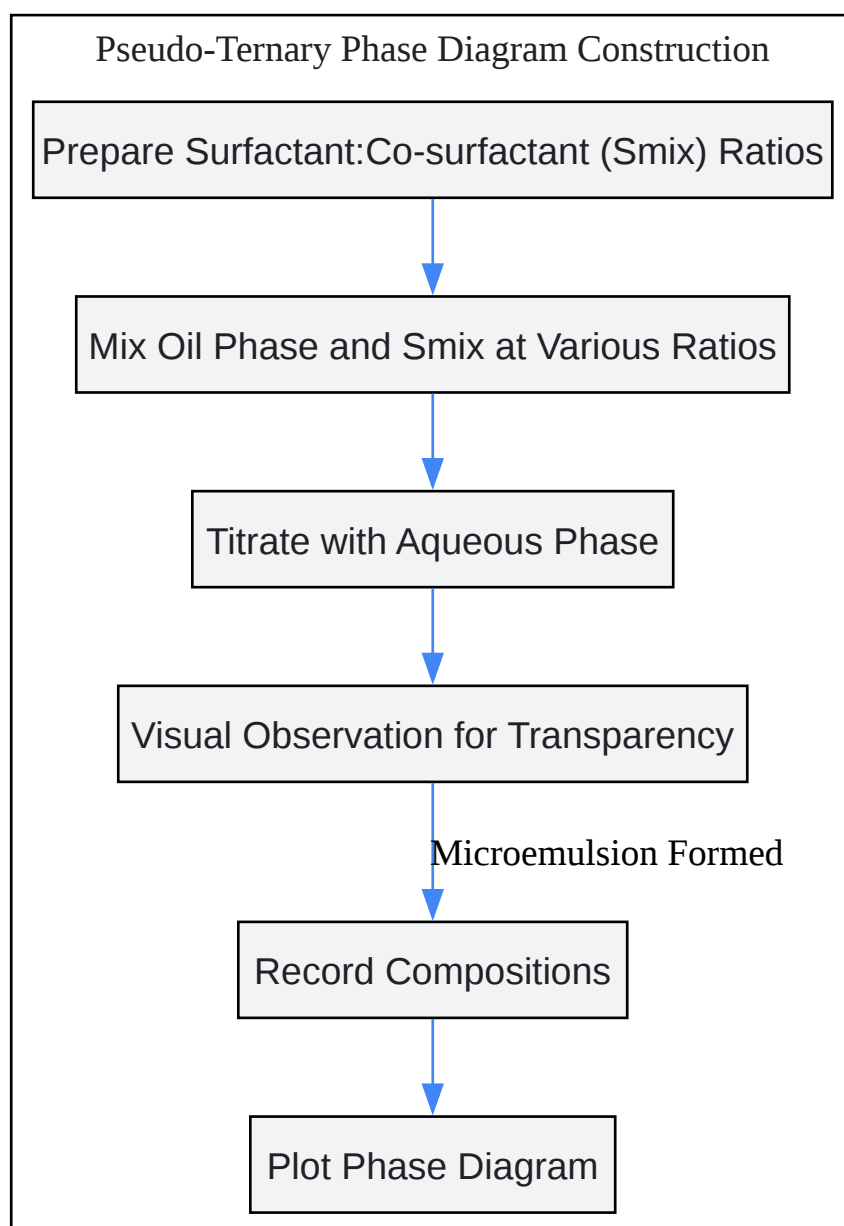 Pseudo-Ternary Phase Diagram Construction
Prepare Surfactant:Co-surfactant (Smix) Ratios
Mix Oil Phase and Smix at Various Ratios
Titrate with Aqueous Phase
Visual Observation for Transparency
Microemulsion Formed
Record Compositions
Plot Phase Diagram